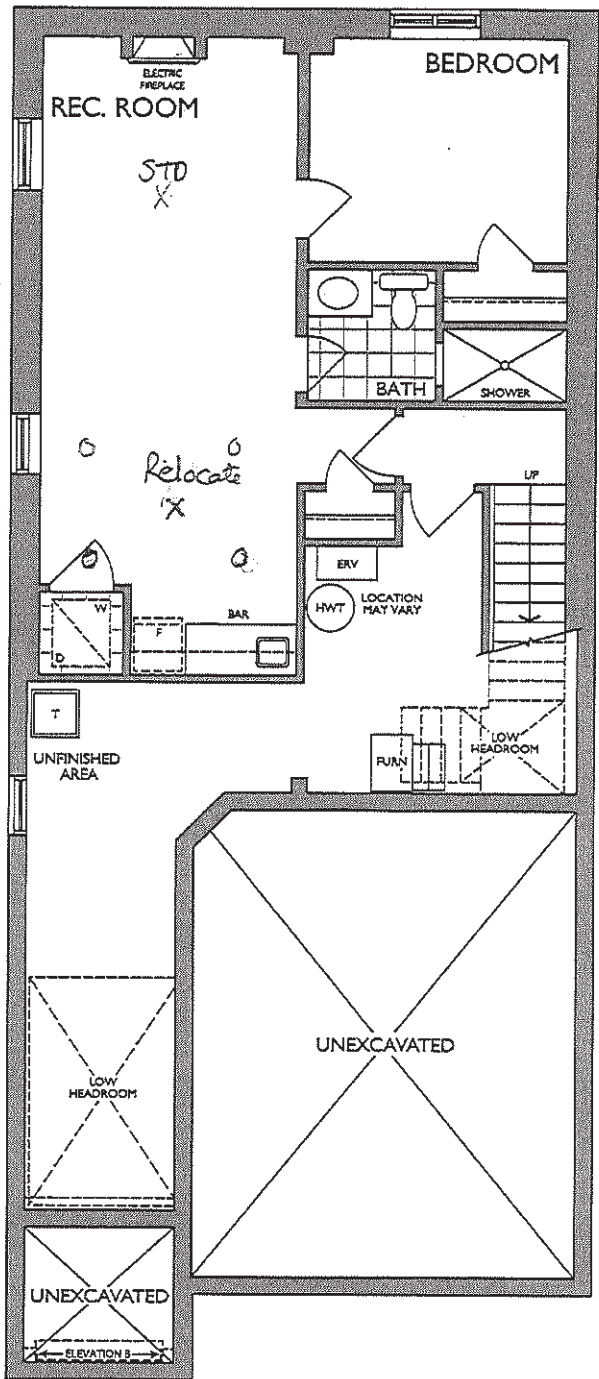 ELECTRIC
FIREPLACE
BEDROOM
REC. ROOM
STD
X
BATH
SHOWER
Relocate
X
UP
ERV
HWT
LOCATION
MAY VARY
BAR
W
F
D
T
UNFINISHED
AREA
FURN
LOW
HEADROOM
UNEXCAVATED
LOW
HEADROOM
UNEXCAVATED
ELEVATION B